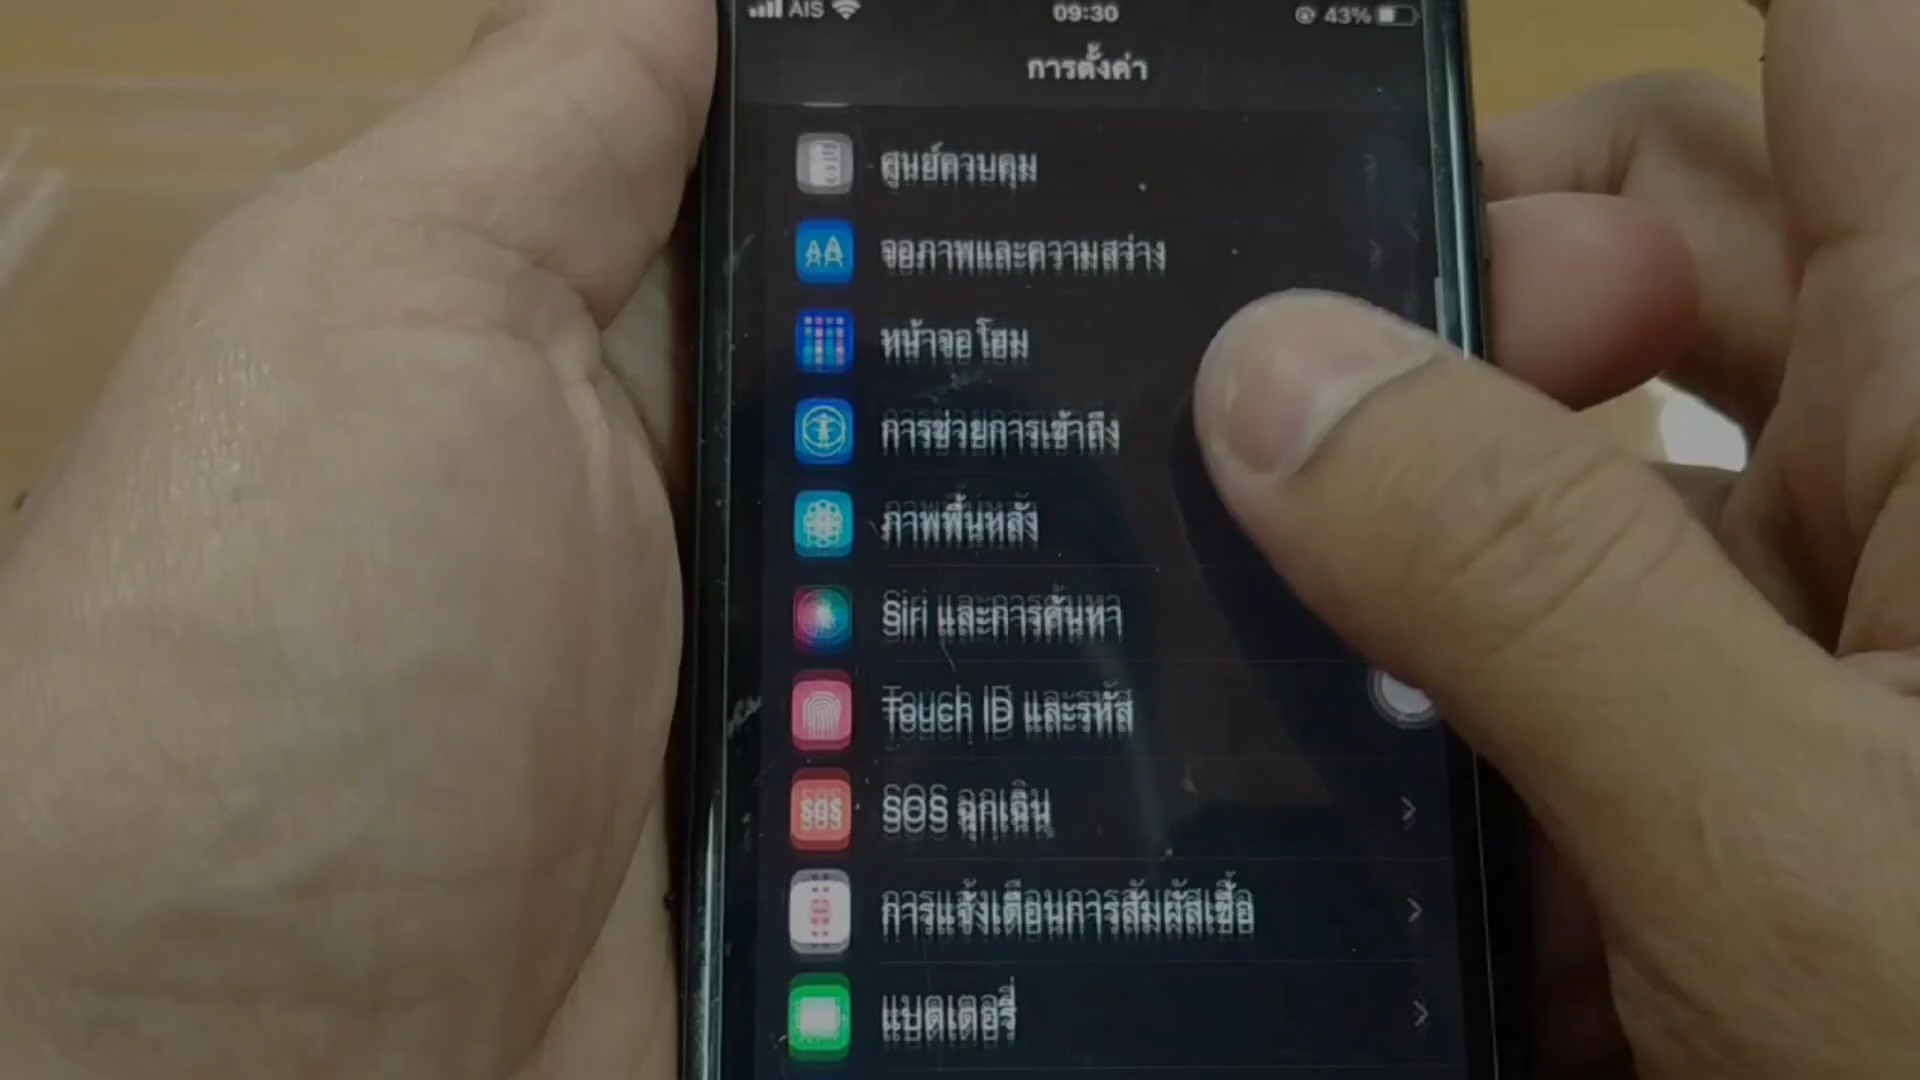 AIS 09:30 43%
การตั้งค่า
ศูนย์ควบคุม
AA จอภาพและความสว่าง
หน้าจอโฮม
การช่วยการเข้าถึง
ภาพพื้นหลัง
Siri และการค้นหา
Touch ID และรหัส
SOS SOS ฉุกเฉิน
การแจ้งเตือนการสัมผัสเชื้อ
แบตเตอรี่